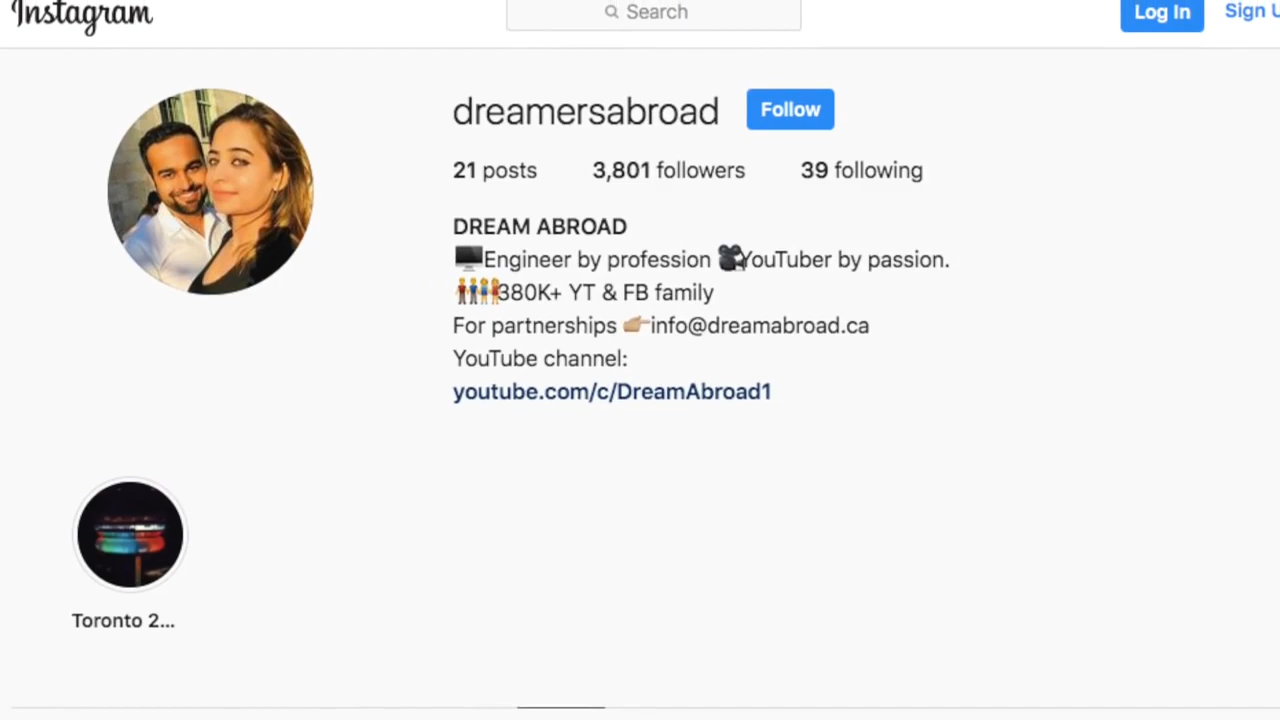 Instagram
Search
Log In
Sign U
dreamersabroad
Follow
21 posts 3,801 followers 39 following
DREAM ABROAD
🖥️Engineer by profession 🎥YouTuber by passion.
👬👭380K+ YT & FB family
For partnerships 👉🏼info@dreamabroad.ca
YouTube channel:
youtube.com/c/DreamAbroad1
Toronto 2...